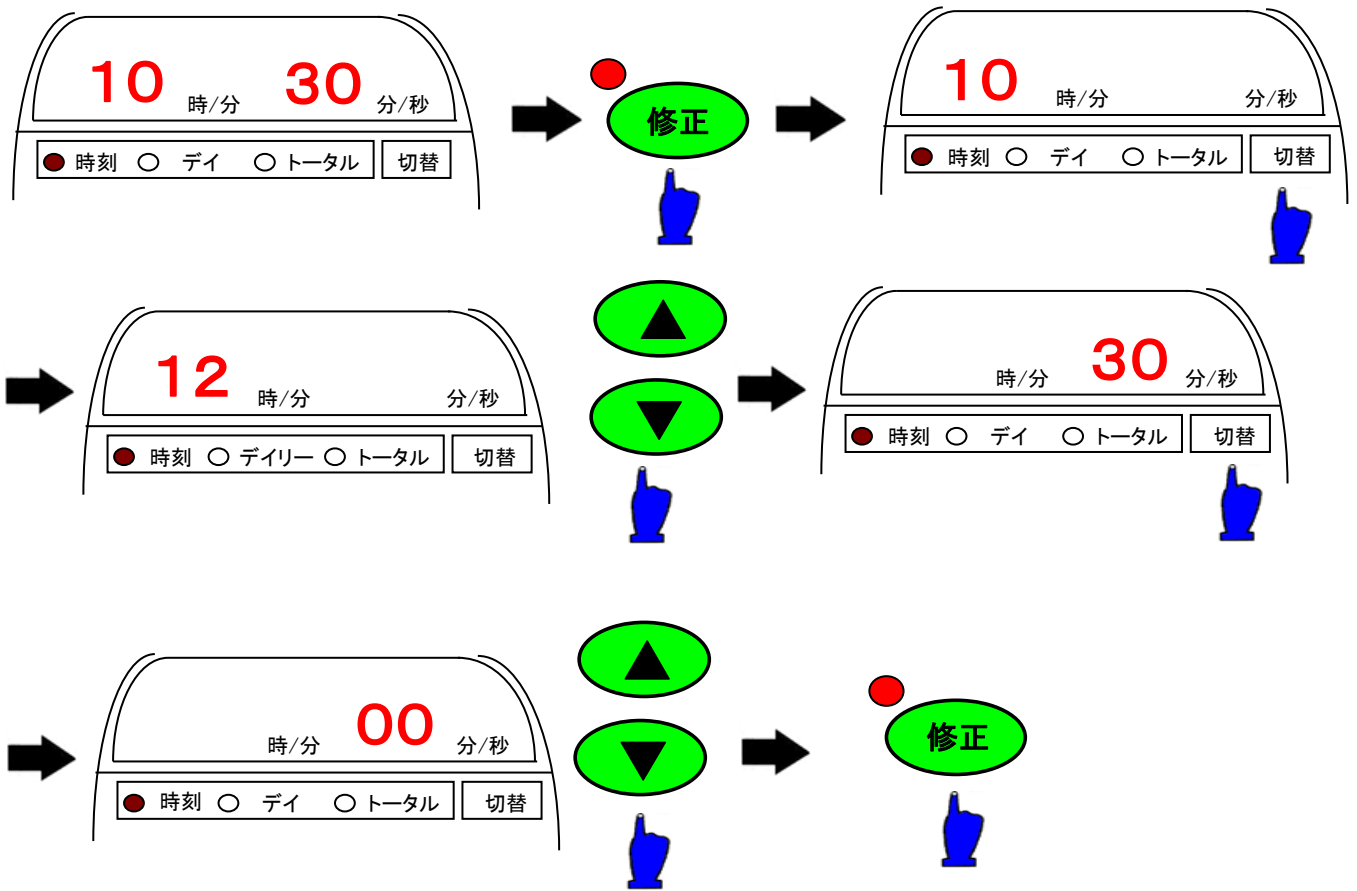 10 時/分 30 分/秒
時刻 デイ トータル 切替
修正
10 時/分 分/秒
時刻 デイ トータル 切替
12 時/分 分/秒
時刻 デイリー トータル 切替
▲
▼
時/分 30 分/秒
時刻 デイ トータル 切替
時/分 00 分/秒
時刻 デイ トータル 切替
▲
▼
修正